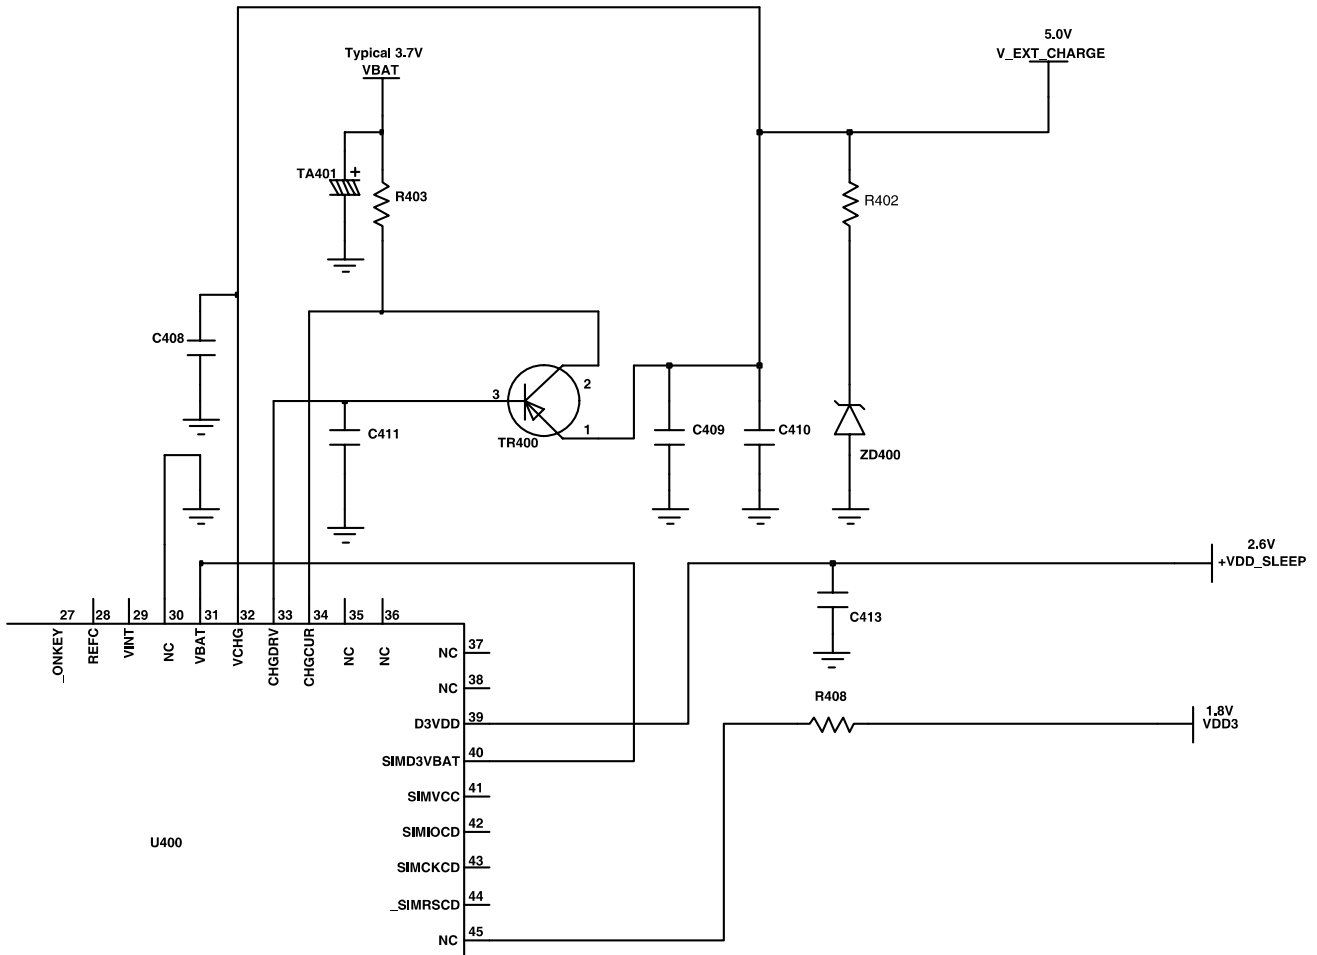 5.0V
V_EXT_CHARGE
Typical 3.7V
VBAT
TA401
+
R403
R402
C408
3
2
1
TR400
C411
C409
C410
ZD400
2.6V
+VDD_SLEEP
C413
27
28
29
30
31
32
33
34
35
36
_ONKEY
REFC
VINT
NC
VBAT
VCHG
CHGDRV
CHGCUR
NC
NC
NC 37
NC 38
D3VDD 39
SIMD3VBAT 40
SIMVCC 41
SIMIOCD 42
SIMCKCD 43
_SIMRSCD 44
NC 45
R408
1.8V
VDD3
U400